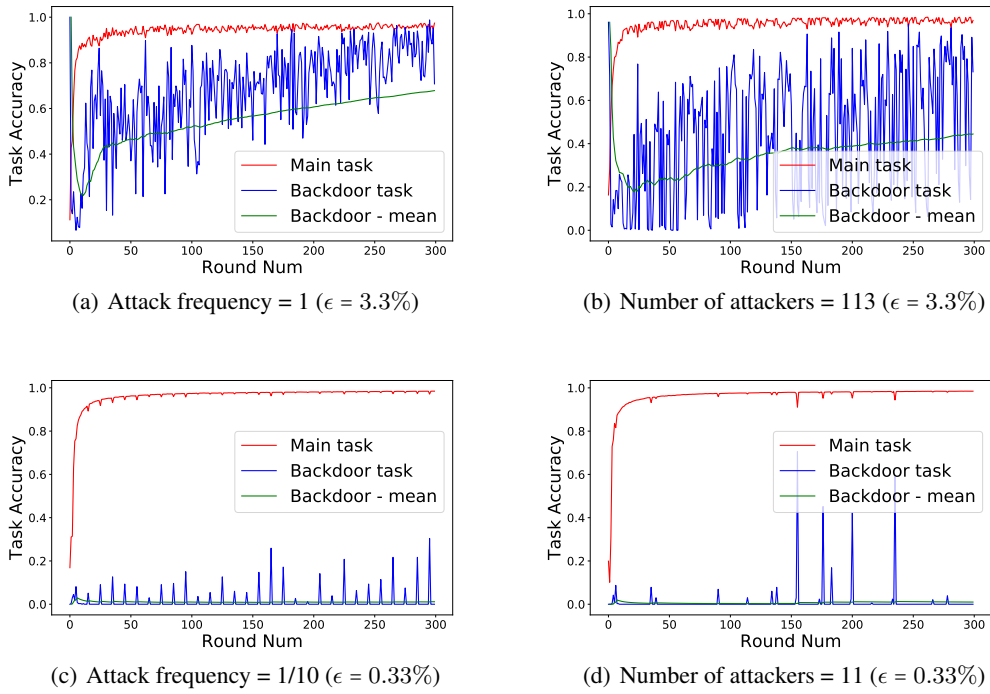 1.0
0.8
0.6
0.4
0.2
Task Accuracy
0 50 100 150 200 250 300
Round Num
Main task
Backdoor task
Backdoor - mean
(a) Attack frequency = 1 (ϵ = 3.3%)
1.0
0.8
0.6
0.4
0.2
0.0
Task Accuracy
0 50 100 150 200 250 300
Round Num
Main task
Backdoor task
Backdoor - mean
(b) Number of attackers = 113 (ϵ = 3.3%)
1.0
0.8
0.6
0.4
0.2
0.0
Task Accuracy
0 50 100 150 200 250 300
Round Num
Main task
Backdoor task
Backdoor - mean
(c) Attack frequency = 1/10 (ϵ = 0.33%)
1.0
0.8
0.6
0.4
0.2
0.0
Task Accuracy
0 50 100 150 200 250 300
Round Num
Main task
Backdoor task
Backdoor - mean
(d) Number of attackers = 11 (ϵ = 0.33%)